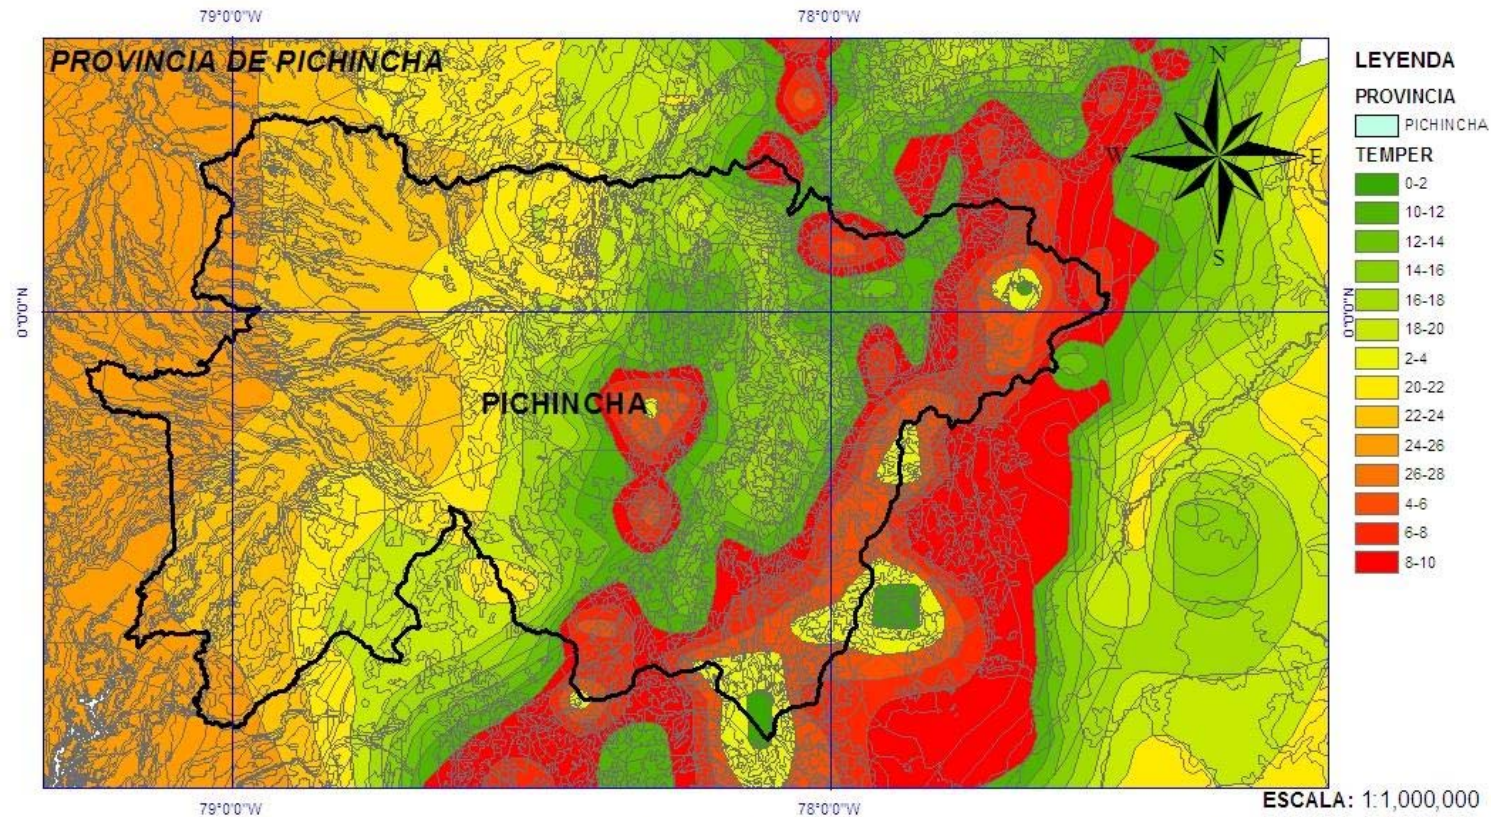 79°0'0"W 78°0'0"W
PROVINCIA DE PICHINCHA
LEYENDA
PROVINCIA
PICHINCHA
TEMPER
0-2
10-12
12-14
14-16
16-18
18-20
2-4
20-22
22-24
24-26
26-28
4-6
6-8
8-10
N
W E
S
0°0'0"N 0°0'0"N
PICHINCHA
79°0'0"W 78°0'0"W
ESCALA: 1:1,000,000